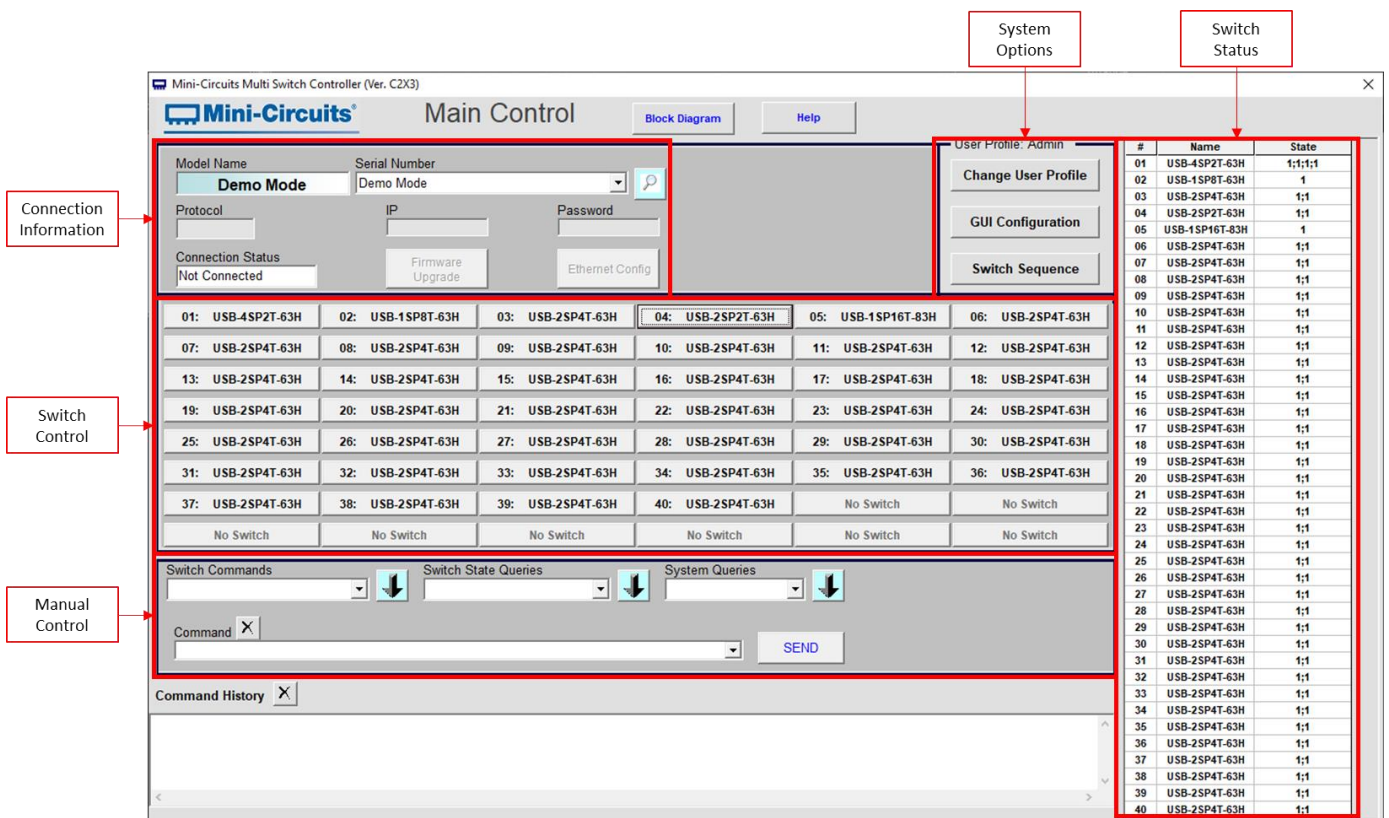 System
Options
Switch
Status
Mini-Circuits Multi Switch Controller (Ver. C2X3)
Mini-Circuits®
Main Control
Block Diagram
Help
Connection
Information
Model Name
Serial Number
Demo Mode
Demo Mode
Protocol
IP
Password
Connection Status
Not Connected
Firmware
Upgrade
Ethernet Config
User Profile: Admin
Change User Profile
GUI Configuration
Switch Sequence
Switch
Control
01: USB-4SP2T-63H 02: USB-1SP8T-63H 03: USB-2SP4T-63H 04: USB-2SP2T-63H 05: USB-1SP16T-83H 06: USB-2SP4T-63H
07: USB-2SP4T-63H 08: USB-2SP4T-63H 09: USB-2SP4T-63H 10: USB-2SP4T-63H 11: USB-2SP4T-63H 12: USB-2SP4T-63H
13: USB-2SP4T-63H 14: USB-2SP4T-63H 15: USB-2SP4T-63H 16: USB-2SP4T-63H 17: USB-2SP4T-63H 18: USB-2SP4T-63H
19: USB-2SP4T-63H 20: USB-2SP4T-63H 21: USB-2SP4T-63H 22: USB-2SP4T-63H 23: USB-2SP4T-63H 24: USB-2SP4T-63H
25: USB-2SP4T-63H 26: USB-2SP4T-63H 27: USB-2SP4T-63H 28: USB-2SP4T-63H 29: USB-2SP4T-63H 30: USB-2SP4T-63H
31: USB-2SP4T-63H 32: USB-2SP4T-63H 33: USB-2SP4T-63H 34: USB-2SP4T-63H 35: USB-2SP4T-63H 36: USB-2SP4T-63H
37: USB-2SP4T-63H 38: USB-2SP4T-63H 39: USB-2SP4T-63H 40: USB-2SP4T-63H No Switch No Switch
No Switch No Switch No Switch No Switch No Switch No Switch
Manual
Control
Switch Commands
Switch State Queries
System Queries
Command X
SEND
Command History X
# Name State
01 USB-4SP2T-63H 1;1;1;1
02 USB-1SP8T-63H 1
03 USB-2SP4T-63H 1;1
04 USB-2SP2T-63H 1;1
05 USB-1SP16T-83H 1
06 USB-2SP4T-63H 1;1
07 USB-2SP4T-63H 1;1
08 USB-2SP4T-63H 1;1
09 USB-2SP4T-63H 1;1
10 USB-2SP4T-63H 1;1
11 USB-2SP4T-63H 1;1
12 USB-2SP4T-63H 1;1
13 USB-2SP4T-63H 1;1
14 USB-2SP4T-63H 1;1
15 USB-2SP4T-63H 1;1
16 USB-2SP4T-63H 1;1
17 USB-2SP4T-63H 1;1
18 USB-2SP4T-63H 1;1
19 USB-2SP4T-63H 1;1
20 USB-2SP4T-63H 1;1
21 USB-2SP4T-63H 1;1
22 USB-2SP4T-63H 1;1
23 USB-2SP4T-63H 1;1
24 USB-2SP4T-63H 1;1
25 USB-2SP4T-63H 1;1
26 USB-2SP4T-63H 1;1
27 USB-2SP4T-63H 1;1
28 USB-2SP4T-63H 1;1
29 USB-2SP4T-63H 1;1
30 USB-2SP4T-63H 1;1
31 USB-2SP4T-63H 1;1
32 USB-2SP4T-63H 1;1
33 USB-2SP4T-63H 1;1
34 USB-2SP4T-63H 1;1
35 USB-2SP4T-63H 1;1
36 USB-2SP4T-63H 1;1
37 USB-2SP4T-63H 1;1
38 USB-2SP4T-63H 1;1
39 USB-2SP4T-63H 1;1
40 USB-2SP4T-63H 1;1